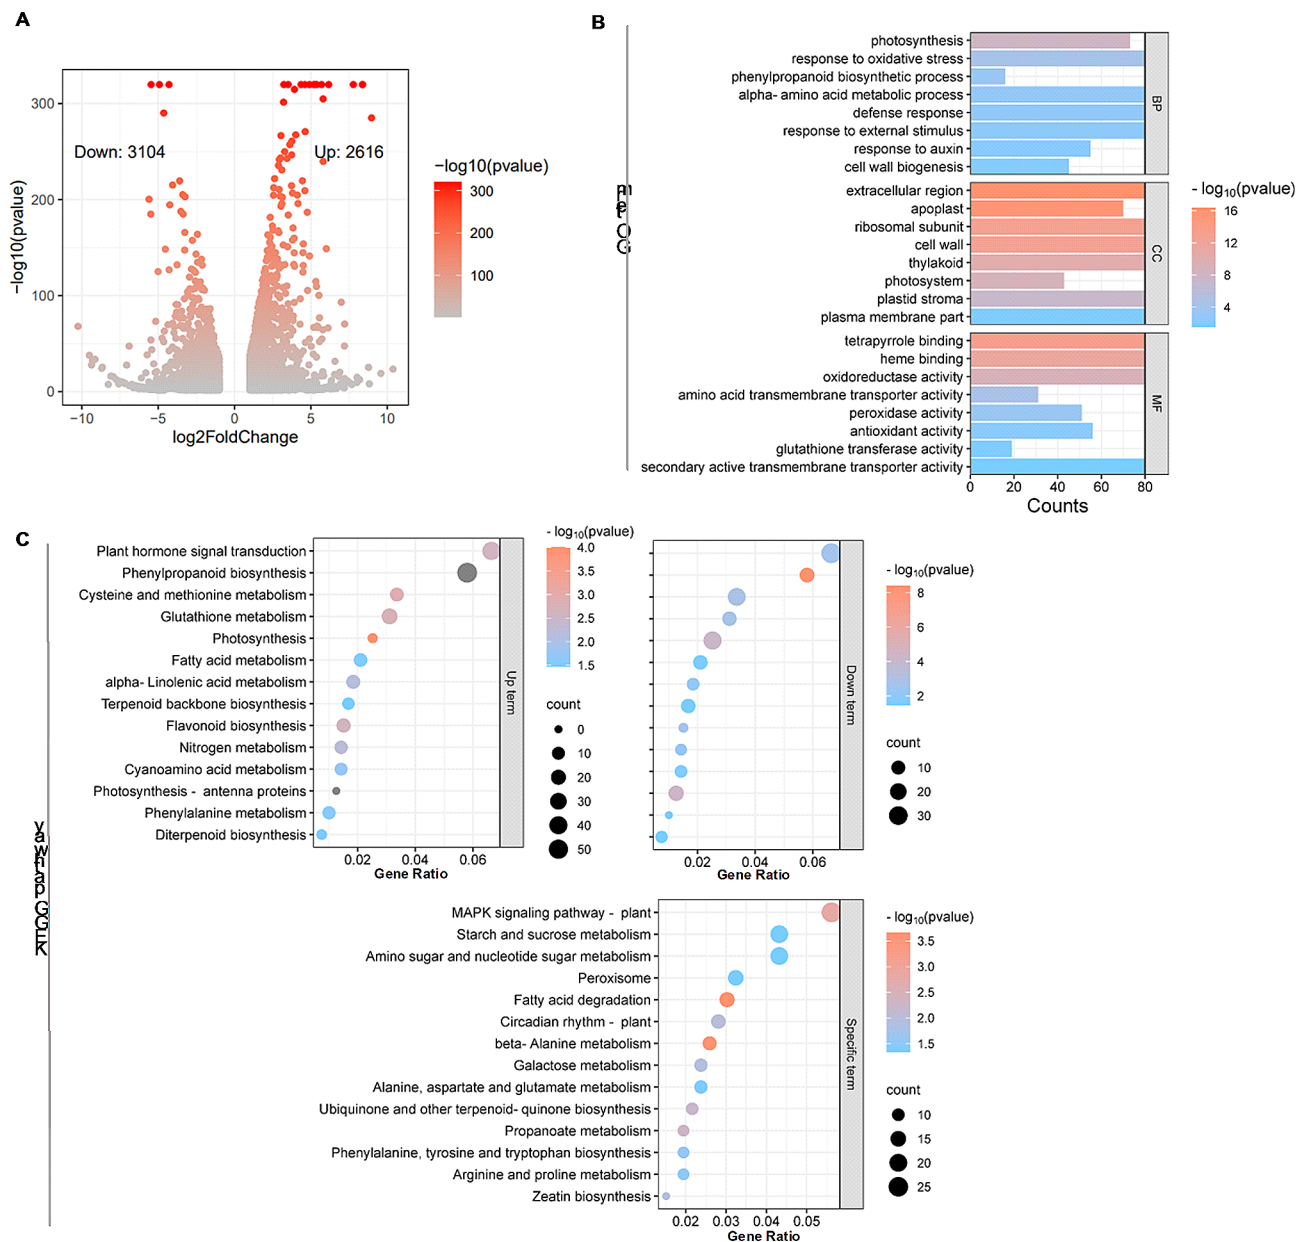 A
Down: 3104
Up: 2616
−log10(pvalue)
300
200
100
0
−10
−5
0
5
10
log2FoldChange
−log10(pvalue)
300
200
100
B
GO term
photosynthesis
response to oxidative stress
phenylpropanoid biosynthetic process
alpha- amino acid metabolic process
defense response
response to external stimulus
response to auxin
cell wall biogenesis
BP
extracellular region
apoplast
ribosomal subunit
cell wall
thylakoid
photosystem
plastid stroma
plasma membrane part
CC
tetrapyrrole binding
heme binding
oxidoreductase activity
amino acid transmembrane transporter activity
peroxidase activity
antioxidant activity
glutathione transferase activity
secondary active transmembrane transporter activity
MF
0
20
40
60
80
Counts
- log10(pvalue)
16
12
8
4
C
KEGG pathway
Plant hormone signal transduction
Phenylpropanoid biosynthesis
Cysteine and methionine metabolism
Glutathione metabolism
Photosynthesis
Fatty acid metabolism
alpha- Linolenic acid metabolism
Terpenoid backbone biosynthesis
Flavonoid biosynthesis
Nitrogen metabolism
Cyanoamino acid metabolism
Photosynthesis - antenna proteins
Phenylalanine metabolism
Diterpenoid biosynthesis
Up term
0.02
0.04
0.06
Gene Ratio
- log10(pvalue)
4.0
3.5
3.0
2.5
2.0
1.5
count
0
10
20
30
40
50
Down term
0.02
0.04
0.06
Gene Ratio
- log10(pvalue)
8
6
4
2
count
10
20
30
MAPK signaling pathway - plant
Starch and sucrose metabolism
Amino sugar and nucleotide sugar metabolism
Peroxisome
Fatty acid degradation
Circadian rhythm - plant
beta- Alanine metabolism
Galactose metabolism
Alanine, aspartate and glutamate metabolism
Ubiquinone and other terpenoid- quinone biosynthesis
Propanoate metabolism
Phenylalanine, tyrosine and tryptophan biosynthesis
Arginine and proline metabolism
Zeatin biosynthesis
Specific term
0.02
0.03
0.04
0.05
Gene Ratio
- log10(pvalue)
3.5
3.0
2.5
2.0
1.5
count
10
15
20
25